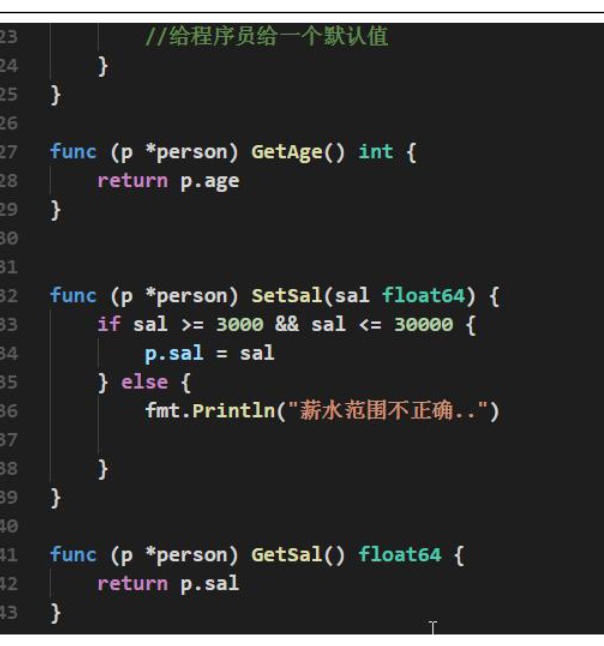 23 //给程序员给一个默认值
24 }
25 }
26
27 func (p *person) GetAge() int {
28 return p.age
29 }
30
31
32 func (p *person) SetSal(sal float64) {
33 if sal >= 3000 && sal <= 30000 {
34 p.sal = sal
35 } else {
36 fmt.Println("薪水范围不正确..")
37
38 }
39 }
40
41 func (p *person) GetSal() float64 {
42 return p.sal
43 }